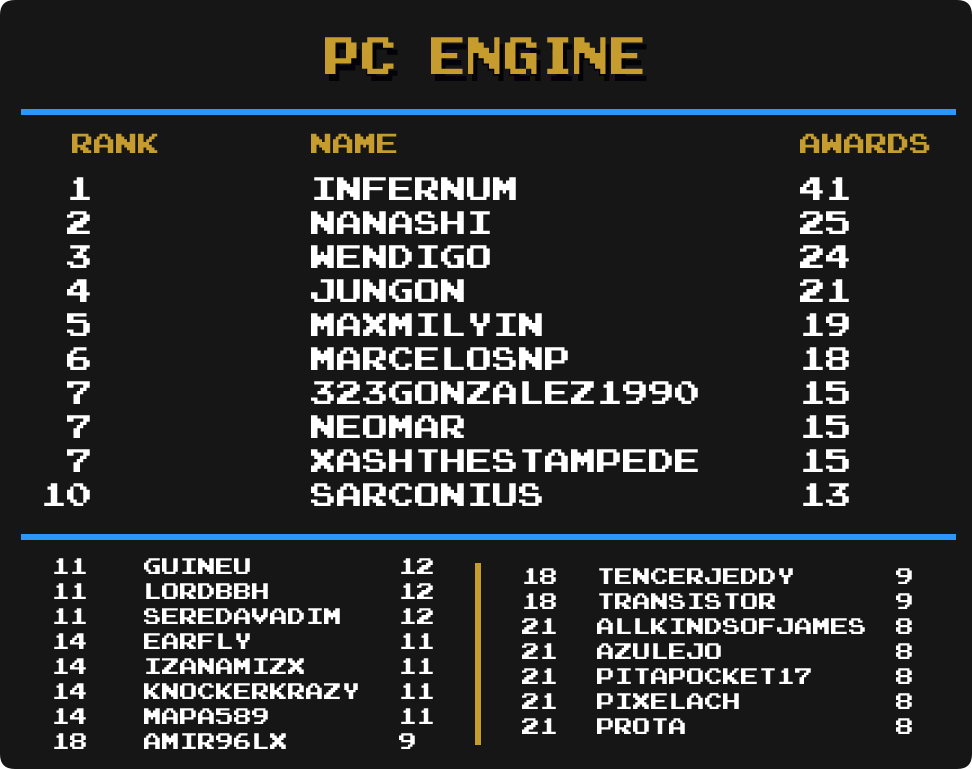 PC ENGINE
RANK NAME AWARDS
1 INFERNUM 41
2 NANASHI 25
3 WENDIGO 24
4 JUNGON 21
5 MAXMILYIN 19
6 MARCELOSNP 18
7 323GONZALEZ1990 15
7 NEOMAR 15
7 XASHTHESTAMPEDE 15
10 SARCONIUS 13
11 GUINEU 12
11 LORDBBH 12
11 SEREDAVADIM 12
14 EARFLY 11
14 IZANAMIZX 11
14 KNOCKERKRAZY 11
14 MAPA589 11
18 AMIR96LX 9
18 TENCERJEDDY 9
18 TRANSISTOR 9
21 ALLKINDSOFJAMES 8
21 AZULEJO 8
21 PITAPOCKET17 8
21 PIXELACH 8
21 PROTA 8